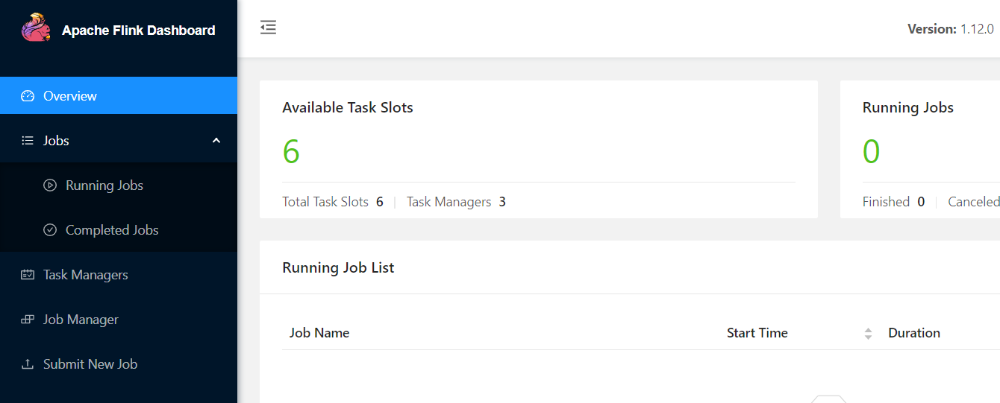 Apache Flink Dashboard
Version: 1.12.0
Overview
Jobs
Running Jobs
Completed Jobs
Task Managers
Job Manager
Submit New Job
Available Task Slots
6
Total Task Slots 6 Task Managers 3
Running Jobs
0
Finished 0 Canceled
Running Job List
Job Name Start Time Duration